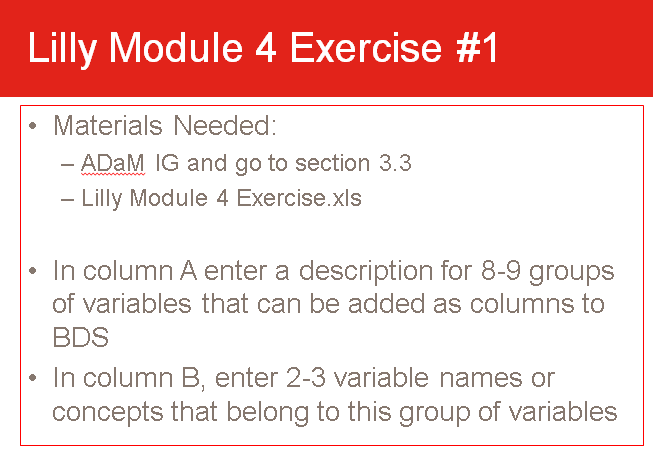 Lilly Module 4 Exercise #1
• Materials Needed:
– ADaM IG and go to section 3.3
– Lilly Module 4 Exercise.xls
• In column A enter a description for 8-9 groups
of variables that can be added as columns to
BDS
• In column B, enter 2-3 variable names or
concepts that belong to this group of variables